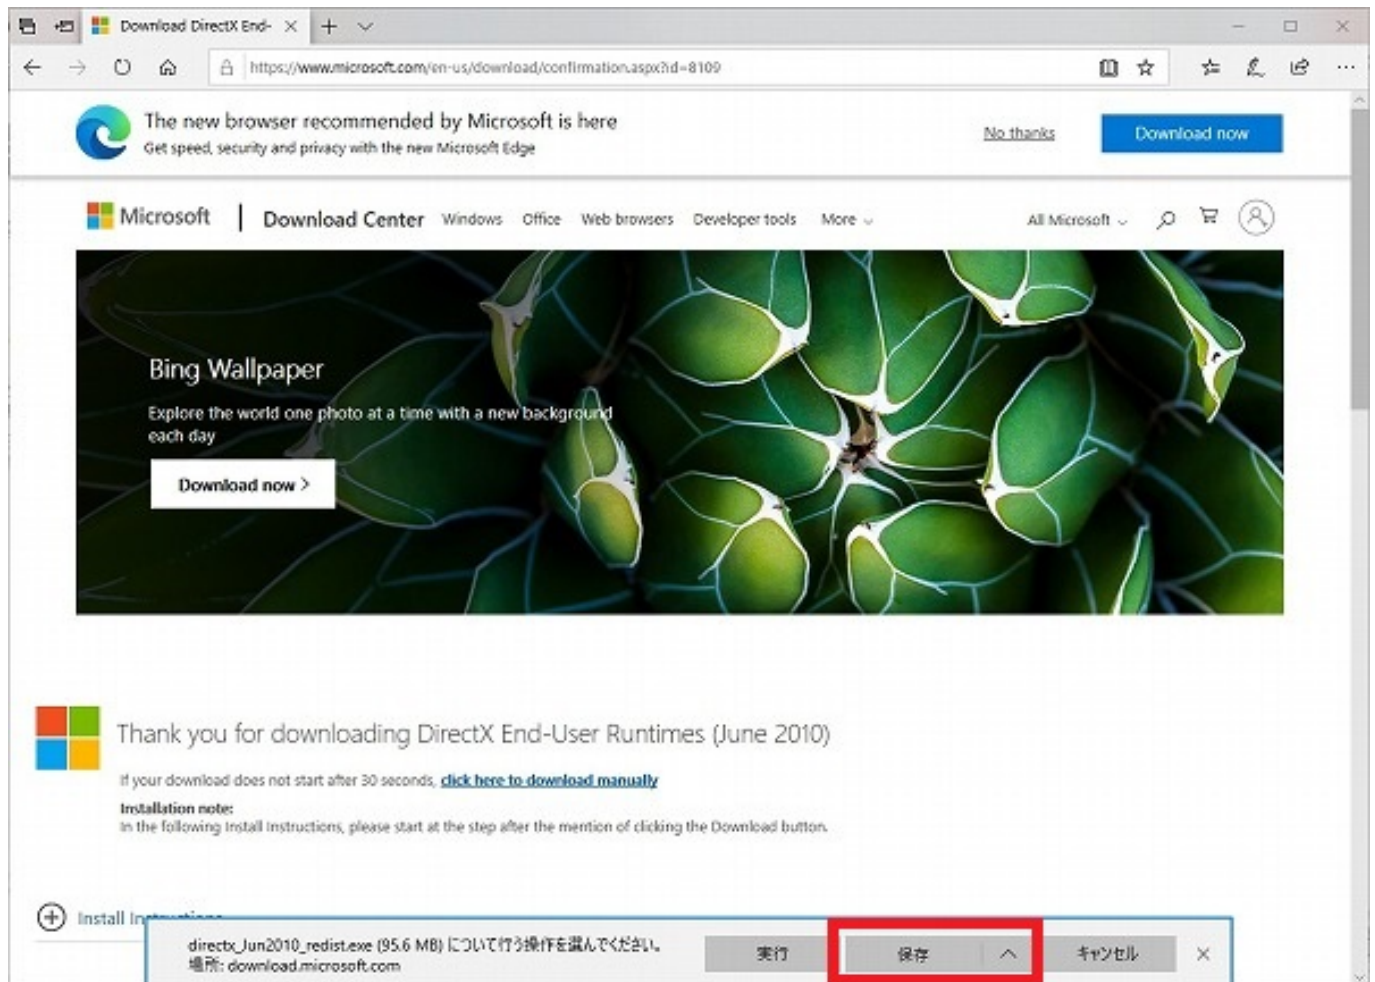 Download DirectX End-
https://www.microsoft.com/en-us/download/confirmation.aspx?id=8109
The new browser recommended by Microsoft is here
Get speed, security and privacy with the new Microsoft Edge
No thanks
Download now
Microsoft
Download Center
Windows
Office
Web browsers
Developer tools
More
All Microsoft
Bing Wallpaper
Explore the world one photo at a time with a new background
each day
Download now >
Thank you for downloading DirectX End-User Runtimes (June 2010)
If your download does not start after 30 seconds, click here to download manually
Installation note:
In the following Install Instructions, please start at the step after the mention of clicking the Download button.
Install Instructions
directx_Jun2010_redist.exe (95.6 MB) について行う操作を選んでください。
場所: download.microsoft.com
実行
保存
キャンセル